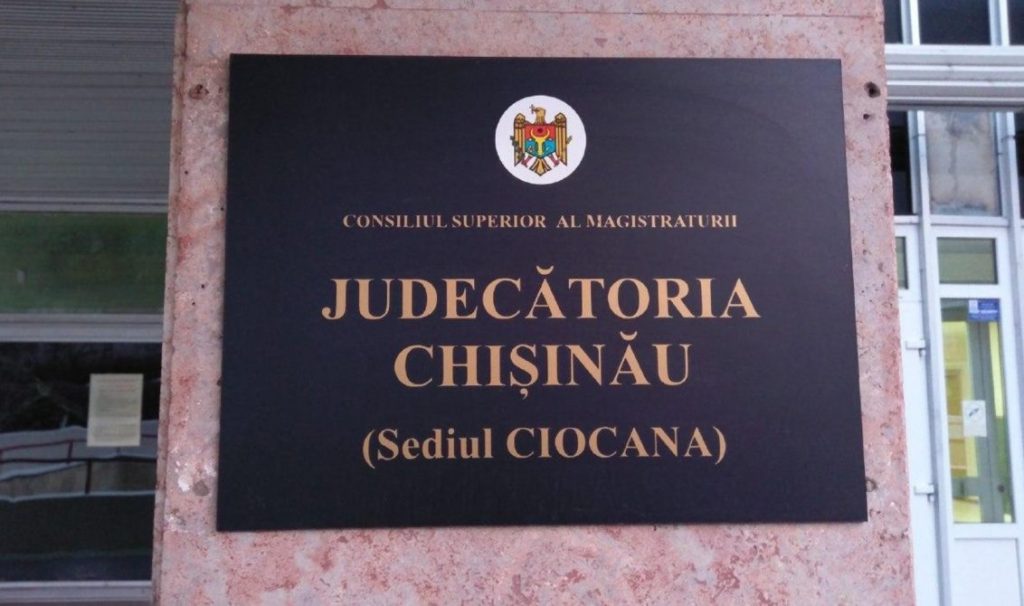 CONSILIUL SUPERIOR AL MAGISTRATURII
JUDECĂTORIA
CHIȘINĂU
(Sediul CIOCANA)